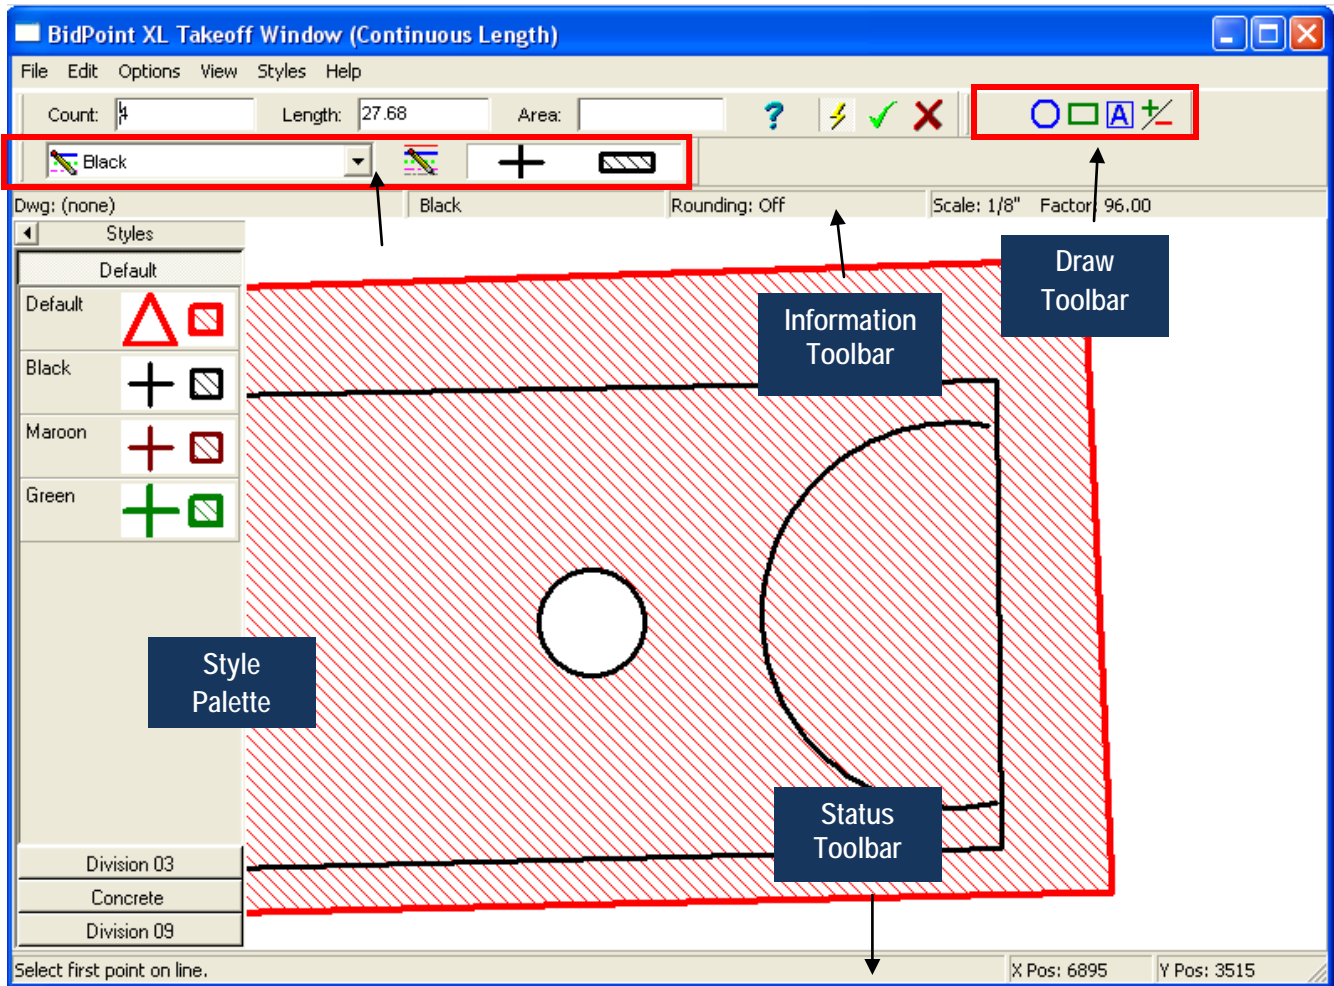 BidPoint XL Takeoff Window (Continuous Length)
File Edit Options View Styles Help
Count: 4 Length: 27.68 Area:
A
Black
Dwg: (none) Black Rounding: Off Scale: 1/8" Factor: 96.00
Styles
Default
Default
Black
Maroon
Green
Draw
Toolbar
Information
Toolbar
Style
Palette
Status
Toolbar
Division 03
Concrete
Division 09
Select first point on line. X Pos: 6895 Y Pos: 3515